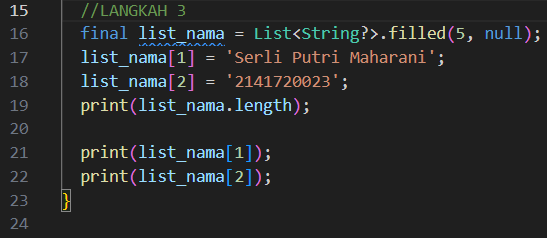 15 //LANGKAH 3
16 final list_nama = List<String?>.filled(5, null);
17 list_nama[1] = 'Serli Putri Maharani';
18 list_nama[2] = '2141720023';
19 print(list_nama.length);
20
21 print(list_nama[1]);
22 print(list_nama[2]);
23 }
24